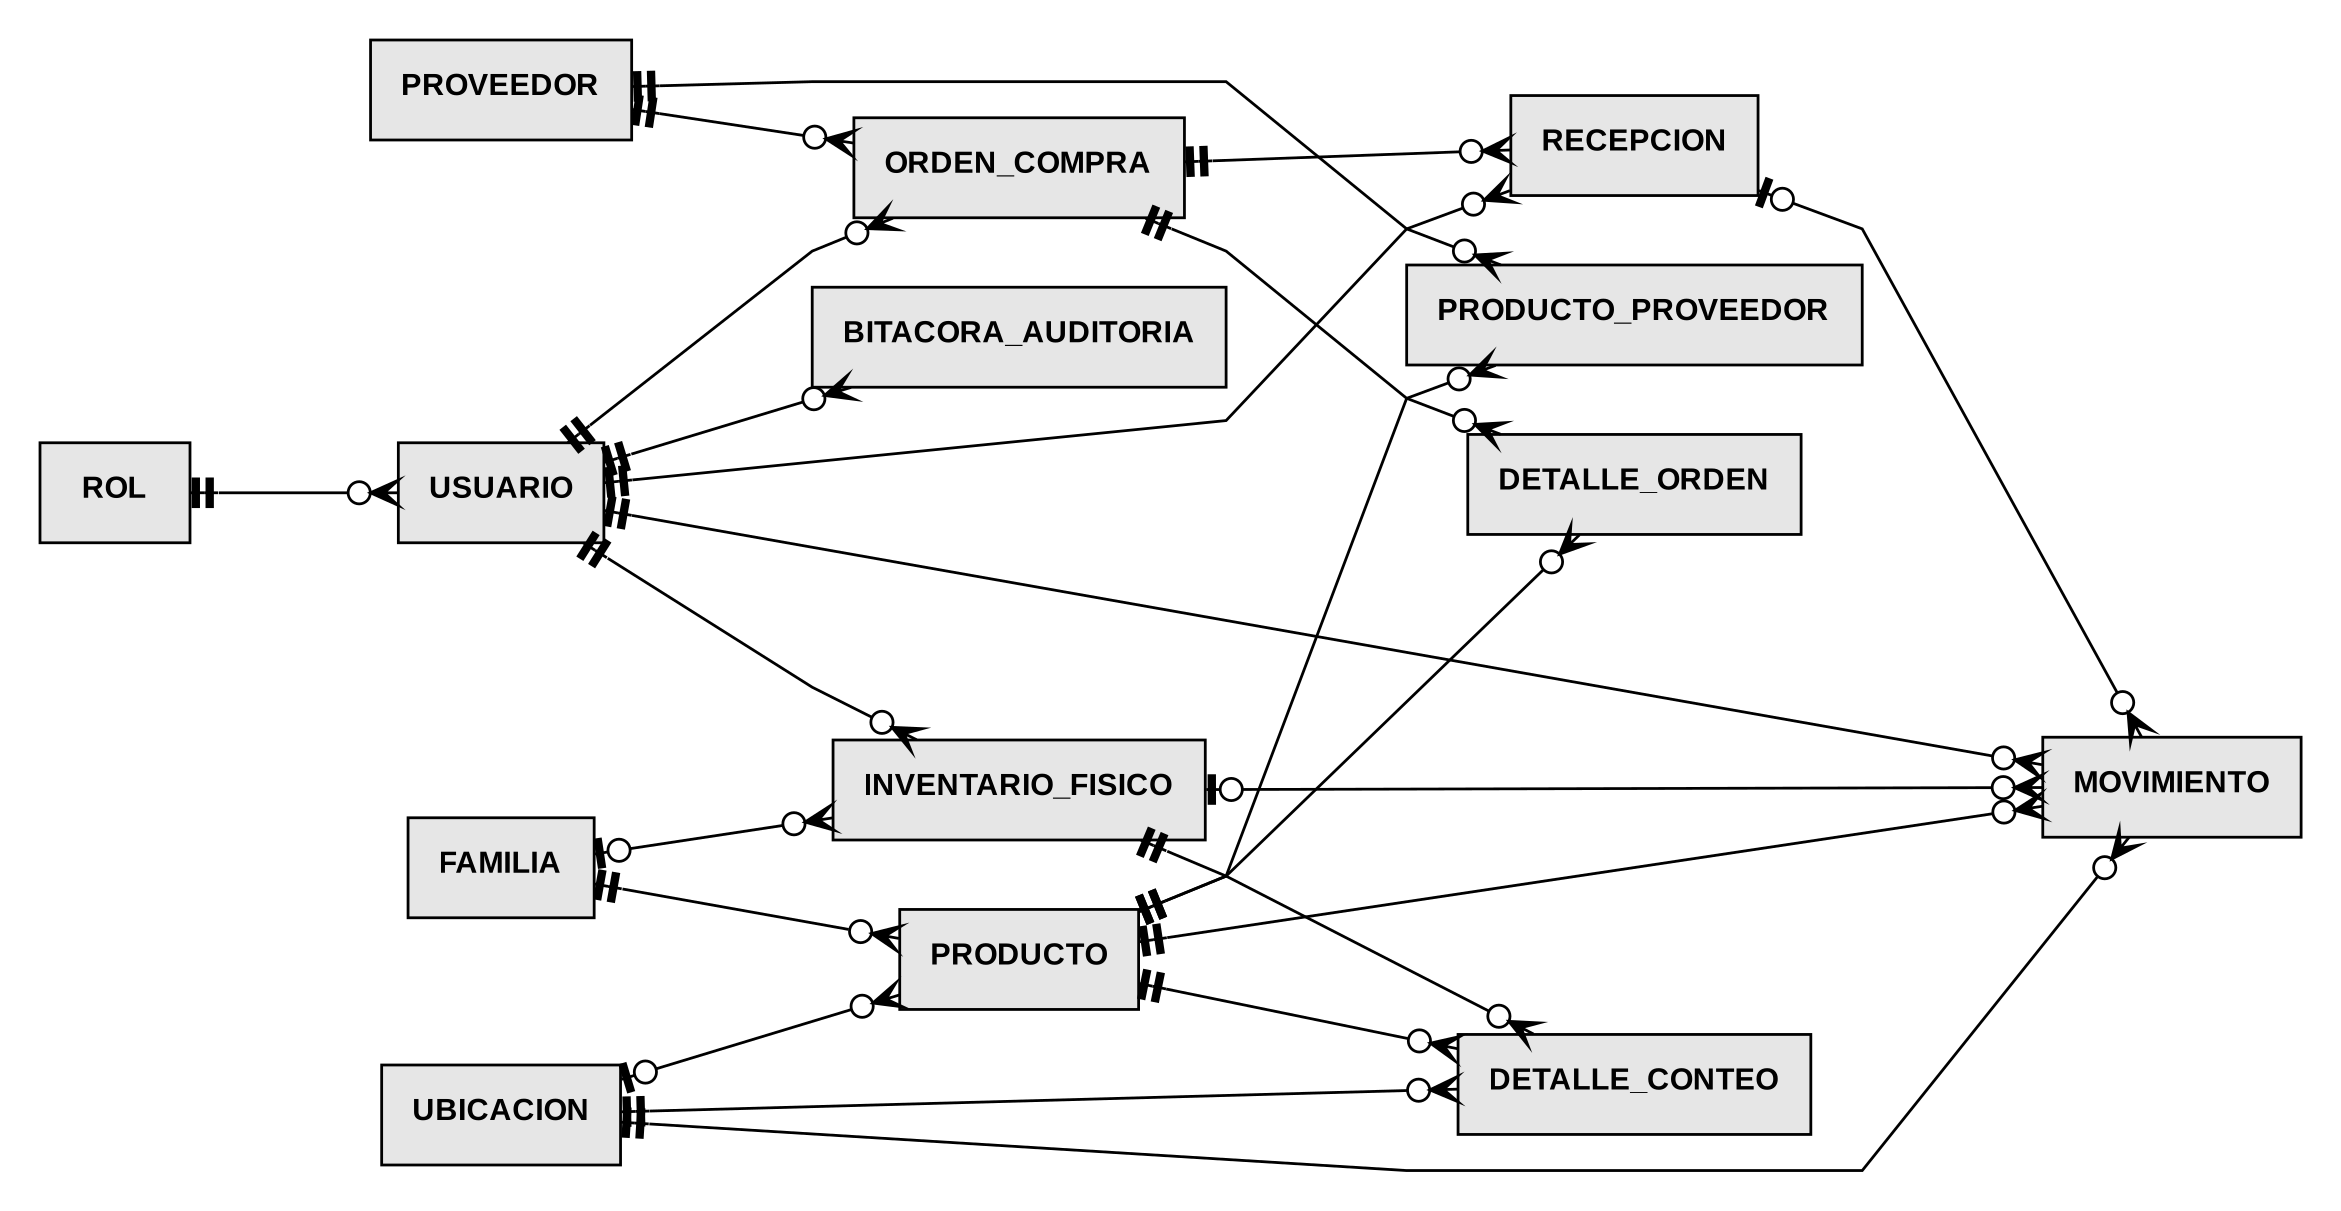 PROVEEDOR
ORDEN_COMPRA
RECEPCION
BITACORA_AUDITORIA
PRODUCTO_PROVEEDOR
ROL
USUARIO
DETALLE_ORDEN
INVENTARIO_FISICO
MOVIMIENTO
FAMILIA
PRODUCTO
UBICACION
DETALLE_CONTEO